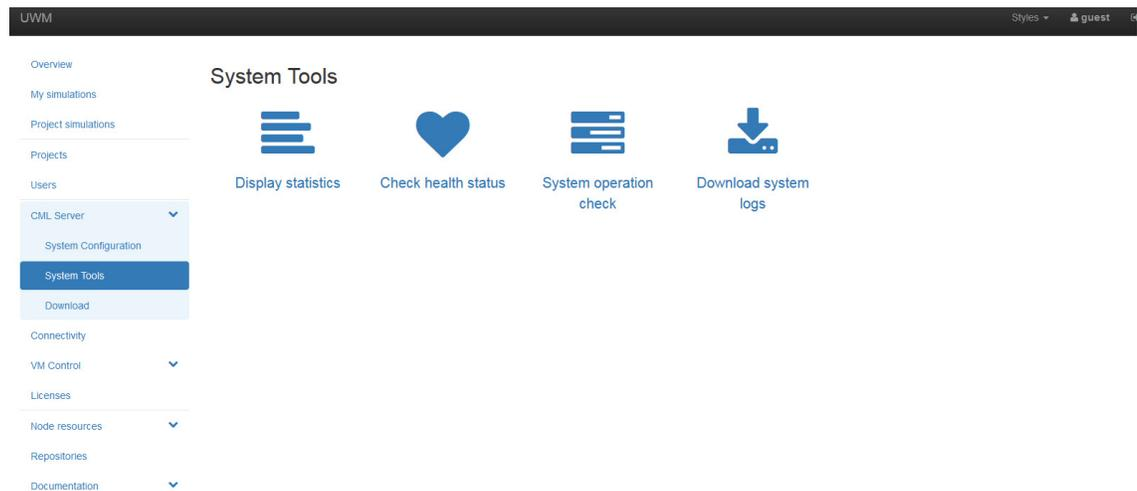 UWM
Styles
guest
Overview
My simulations
Project simulations
Projects
Users
CML Server
System Configuration
System Tools
Download
Connectivity
VM Control
Licenses
Node resources
Repositories
Documentation
System Tools
Display statistics
Check health status
System operation
check
Download system
logs